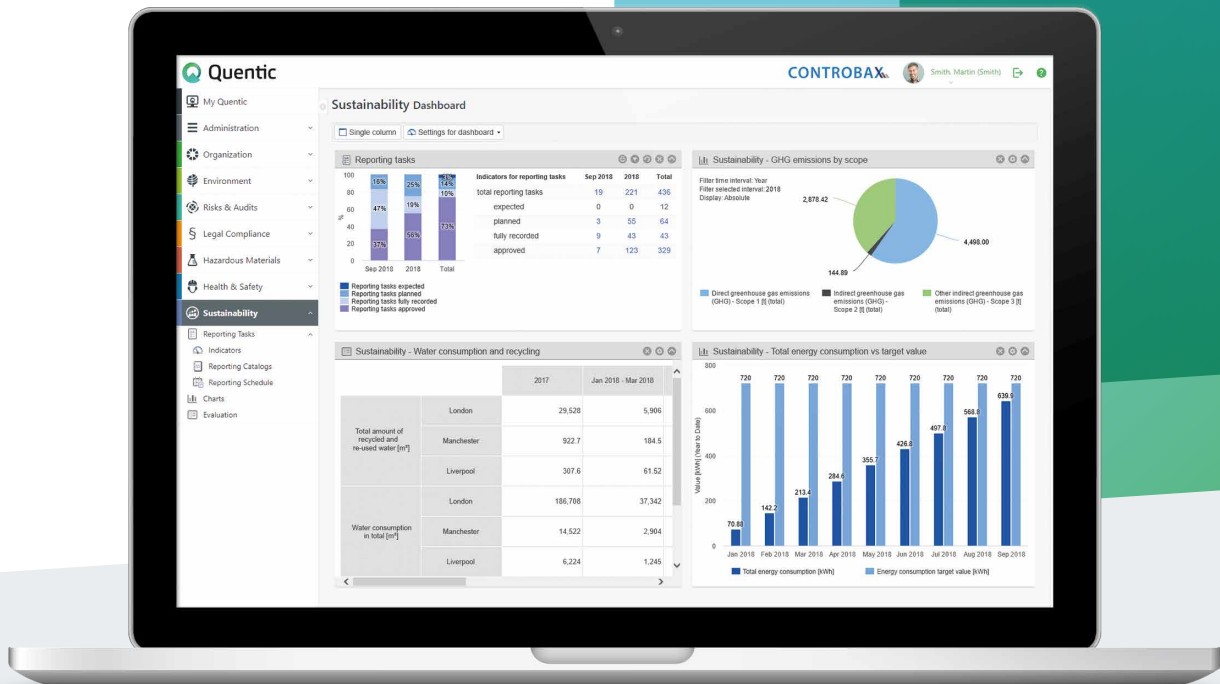 Quentic
CONTROBAX
Smith, Martin (Smith)
?
My Quentic
Administration
Organization
Environment
Risks & Audits
§ Legal Compliance
Hazardous Materials
Health & Safety
Sustainability
Reporting Tasks
Indicators
Reporting Catalogs
Reporting Schedule
Charts
Evaluation
Sustainability Dashboard
Single column
Settings for dashboard
Reporting tasks
100
80
60
40
20
0
%
16%
47%
37%
25%
19%
56%
3%
14%
10%
73%
Sep 2018 2018 Total
Reporting tasks expected
Reporting tasks planned
Reporting tasks fully recorded
Reporting tasks approved
Indicators for reporting tasks Sep 2018 2018 Total
total reporting tasks 19 221 436
expected 0 0 12
planned 3 55 64
fully recorded 9 43 43
approved 7 123 329
Sustainability - GHG emissions by scope
Filter time interval: Year
Filter selected interval: 2018
Display: Absolute
2,878.42
4,498.00
144.89
Direct greenhouse gas emissions
(GHG) - Scope 1 [t] (total)
Indirect greenhouse gas
emissions (GHG) -
Scope 2 [t] (total)
Other indirect greenhouse gas
emissions (GHG) - Scope 3 [t]
(total)
Sustainability - Water consumption and recycling
2017 Jan 2018 - Mar 2018
Total amount of
recycled and
re-used water [m³]
London 29,528 5,906
Manchester 922.7 184.5
Liverpool 307.6 61.52
Water consumption
in total [m³]
London 186,708 37,342
Manchester 14,522 2,904
Liverpool 6,224 1,245
Sustainability - Total energy consumption vs target value
Value [kWh] (Year to Date)
800
600
400
200
0
720 720 720 720 720 720 720 720 720
70.88
142.2
213.4
284.6
355.7
426.8
497.8
568.8
639.9
Jan 2018 Feb 2018 Mar 2018 Apr 2018 May 2018 Jun 2018 Jul 2018 Aug 2018 Sep 2018
Total energy consumption [kWh]
Energy consumption target value [kWh]